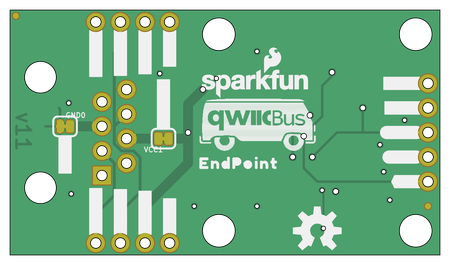 GND0
sparkfun
qwiicBus
VCC1
EndPoint
v11